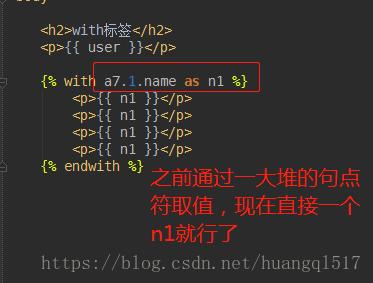 <h2>with标签</h2>
<p>{{ user }}</p>
{% with a7.1.name as n1 %}
<p>{{ n1 }}</p>
<p>{{ n1 }}</p>
<p>{{ n1 }}</p>
<p>{{ n1 }}</p>
{% endwith %}
之前通过一大堆的句点
符取值，现在直接一个
n1就行了
https://blog.csdn.net/huangql517